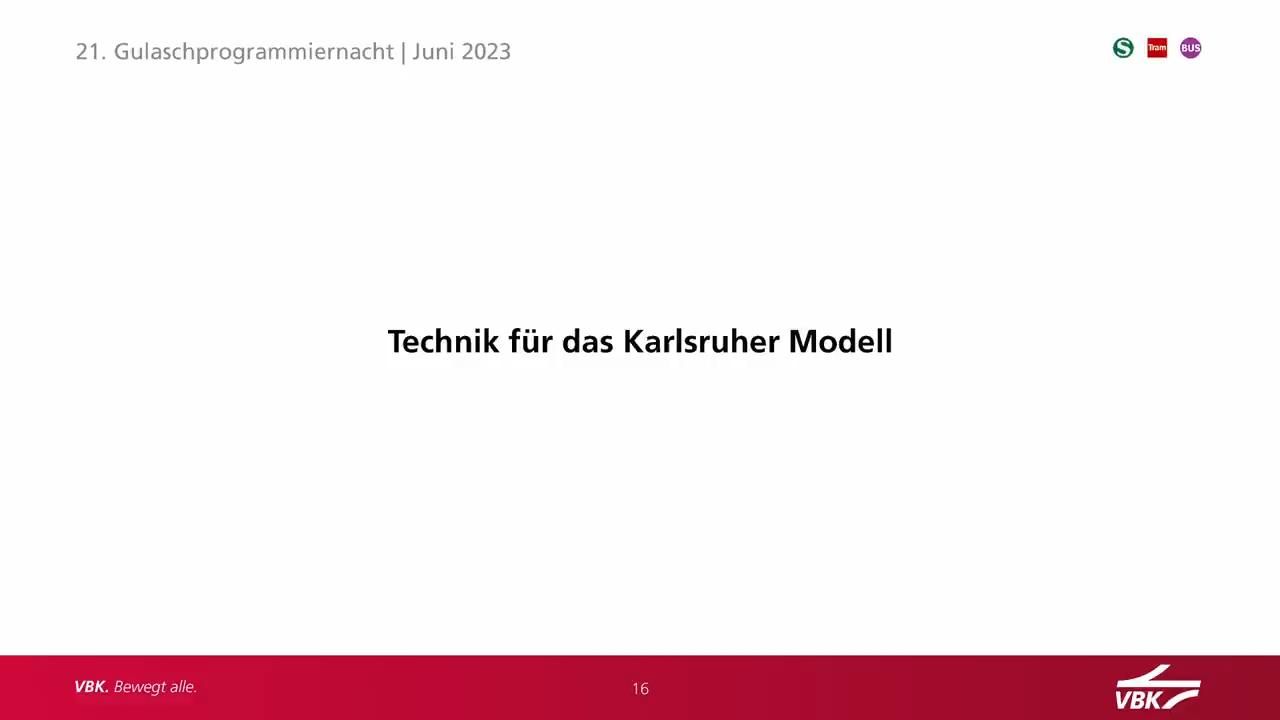 21. Gulaschprogrammiernacht | Juni 2023
S Tram BUS
Technik für das Karlsruher Modell
VBK. Bewegt alle.
16
VBK